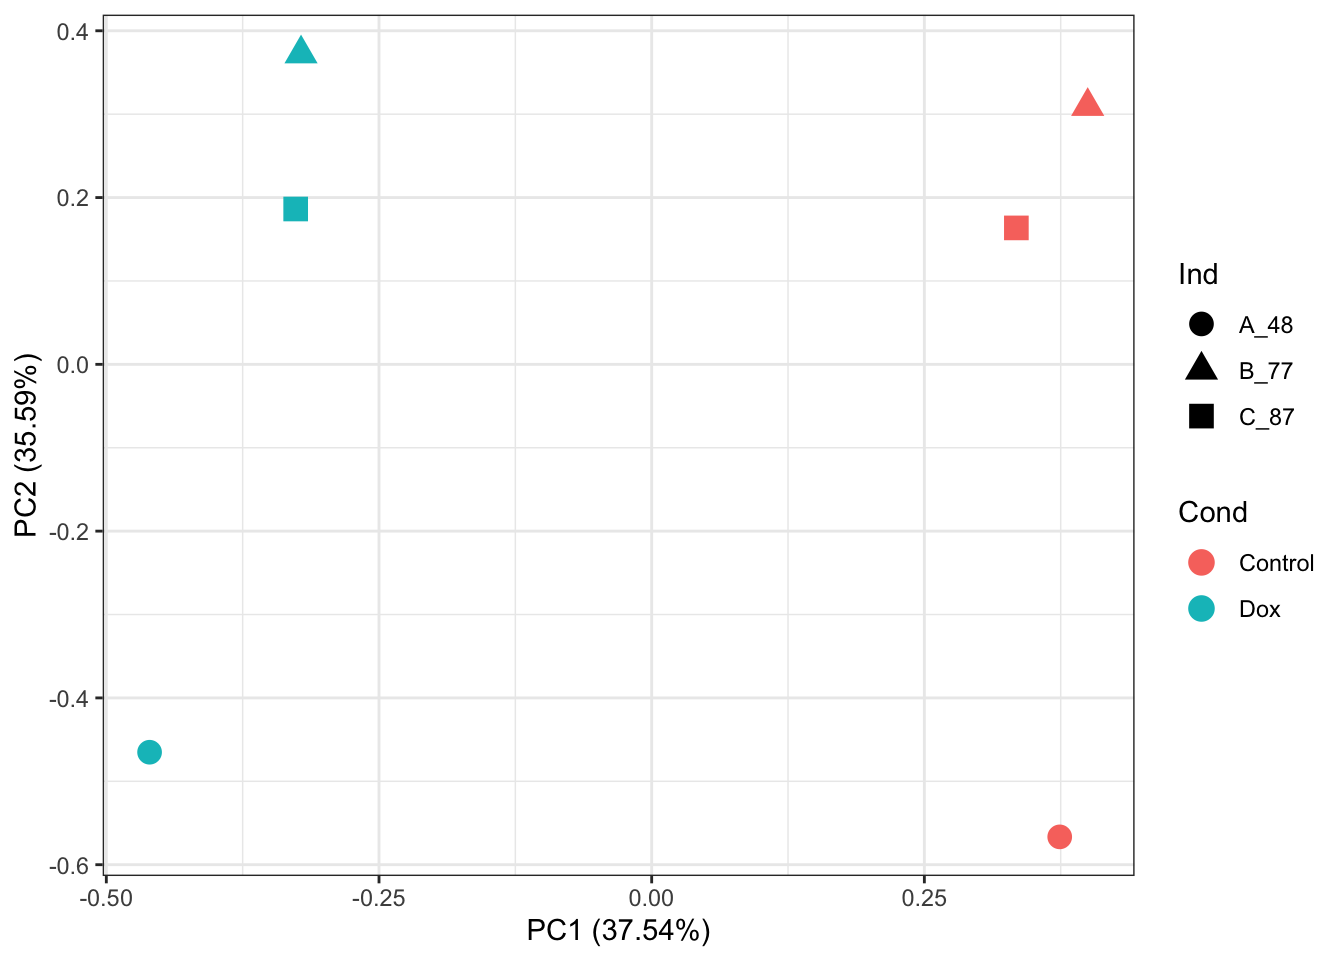 0.4
0.2
0.0
-0.2
-0.4
-0.6
PC2 (35.59%)
-0.50
-0.25
0.00
0.25
PC1 (37.54%)
Ind
A_48
B_77
C_87
Cond
Control
Dox